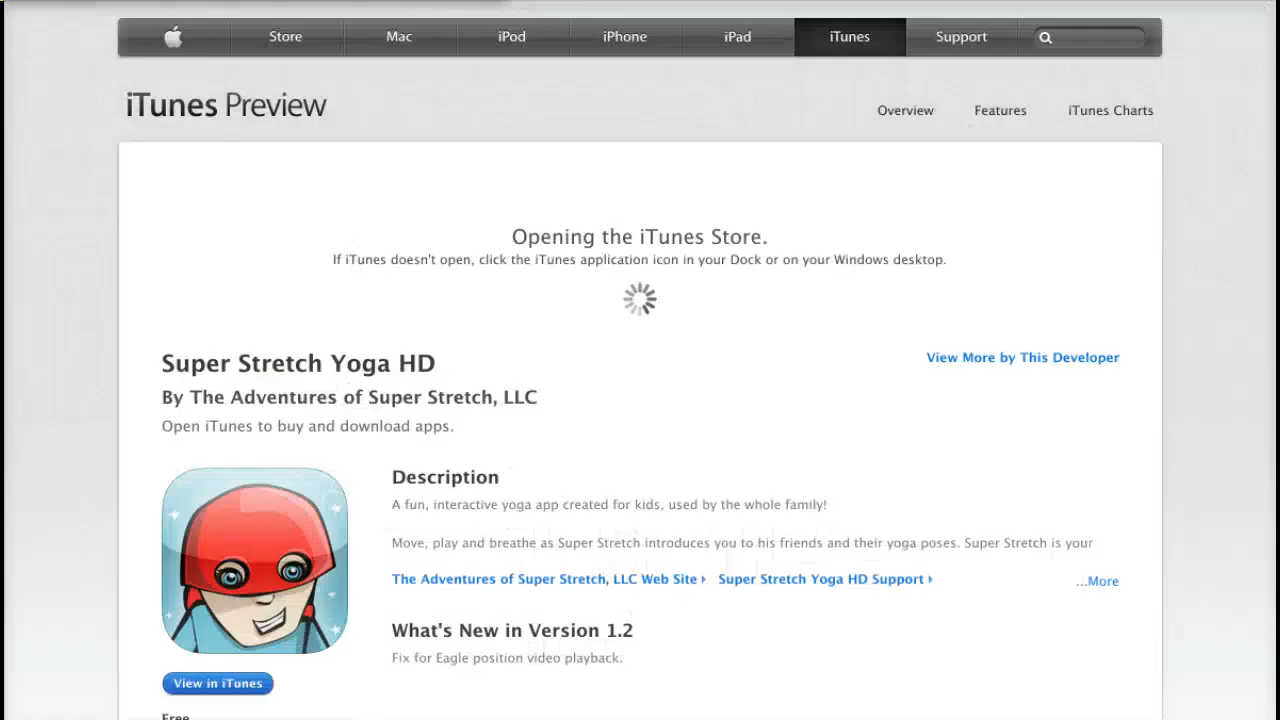 Store Mac iPod iPhone iPad iTunes Support
iTunes Preview
Overview Features iTunes Charts
Opening the iTunes Store.
If iTunes doesn't open, click the iTunes application icon in your Dock or on your Windows desktop.
Super Stretch Yoga HD
View More by This Developer
By The Adventures of Super Stretch, LLC
Open iTunes to buy and download apps.
Description
A fun, interactive yoga app created for kids, used by the whole family!
Move, play and breathe as Super Stretch introduces you to his friends and their yoga poses. Super Stretch is your
The Adventures of Super Stretch, LLC Web Site Super Stretch Yoga HD Support ...More
What's New in Version 1.2
Fix for Eagle position video playback.
View in iTunes
Free